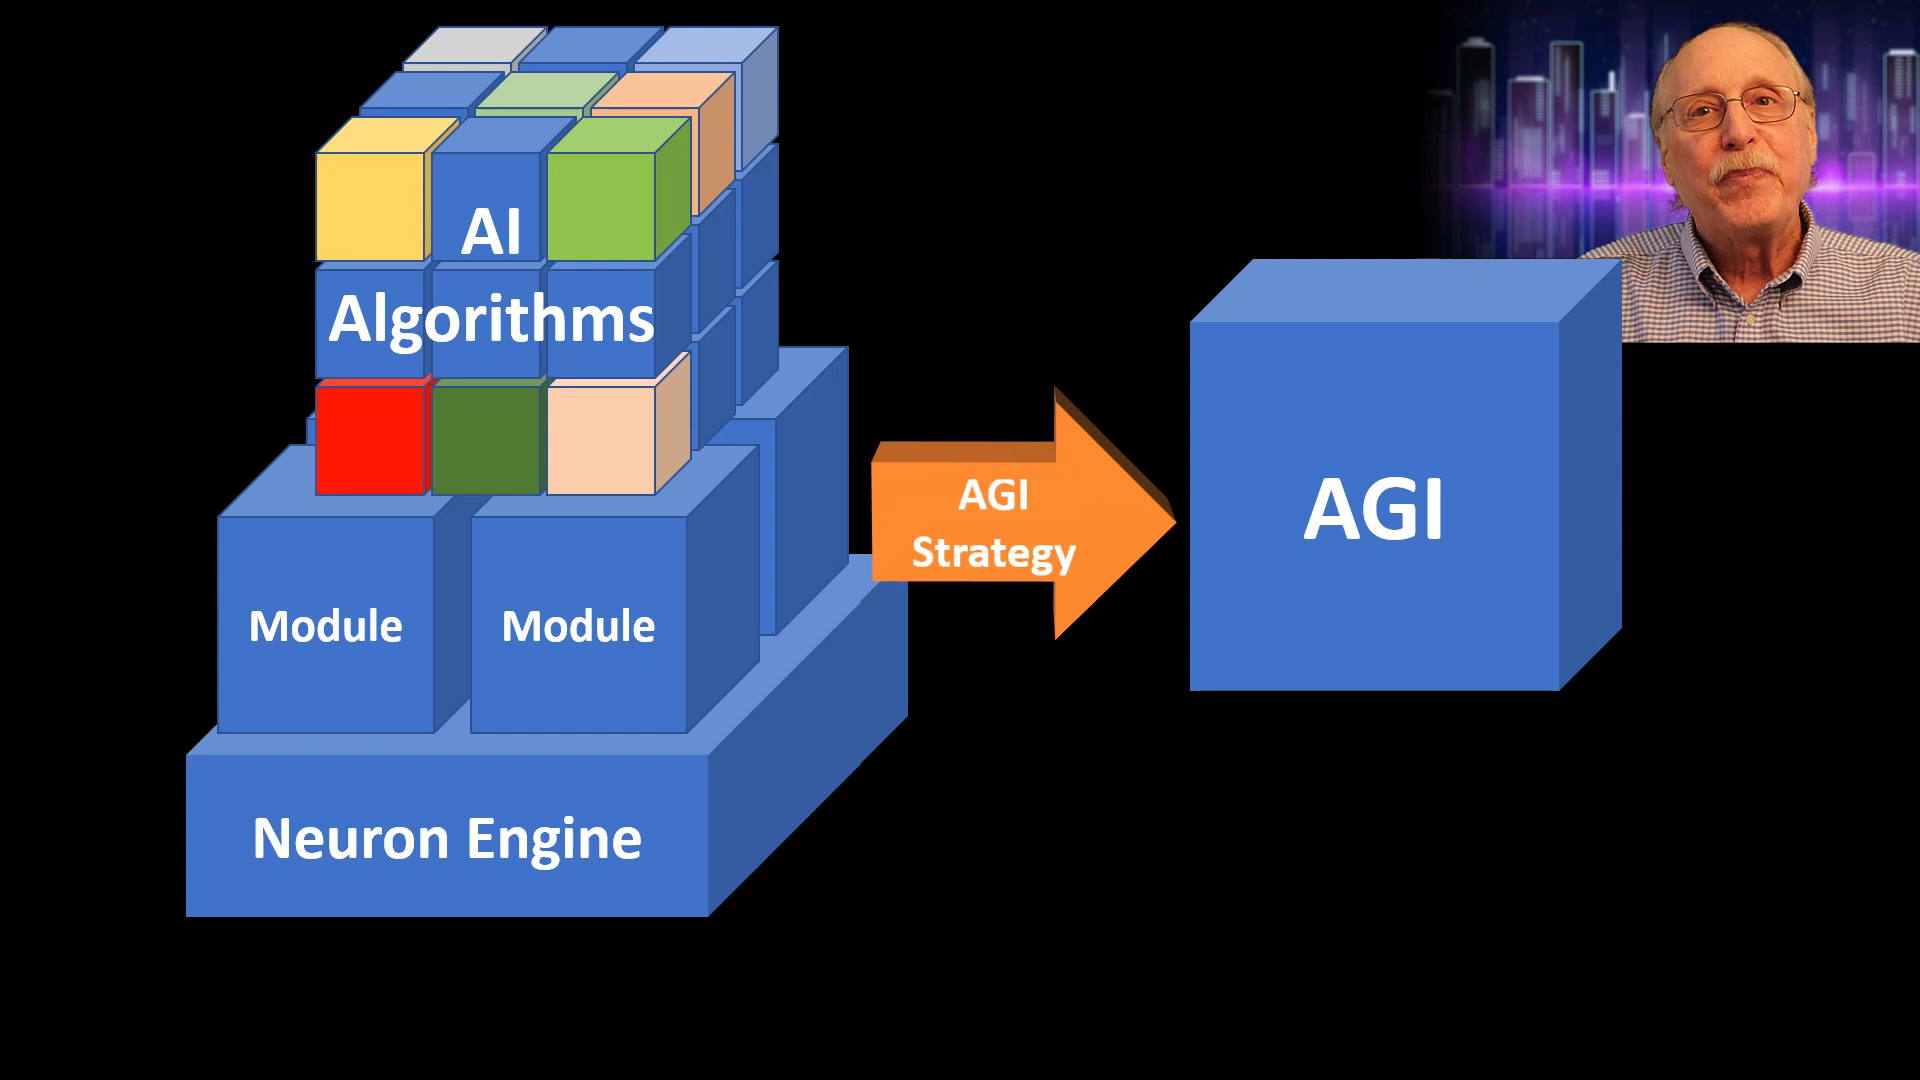 AI
Algorithms
Module
Module
Neuron Engine
AGI
Strategy
AGI